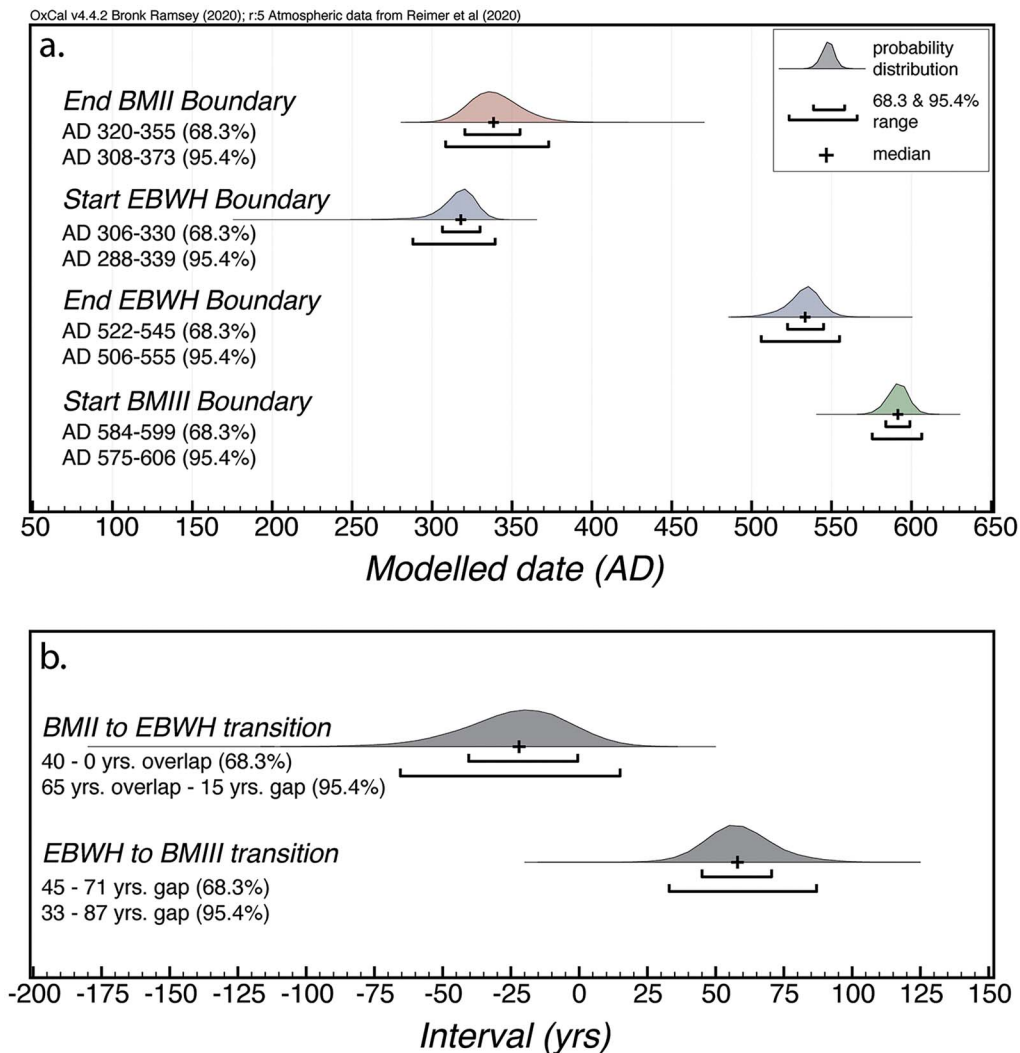 OxCal v4.4.2 Bronk Ramsey (2020); r:5 Atmospheric data from Reimer et al (2020)
a.
probability
distribution
68.3 & 95.4%
range
median
End BMII Boundary
AD 320-355 (68.3%)
AD 308-373 (95.4%)
Start EBWH Boundary
AD 306-330 (68.3%)
AD 288-339 (95.4%)
End EBWH Boundary
AD 522-545 (68.3%)
AD 506-555 (95.4%)
Start BMIII Boundary
AD 584-599 (68.3%)
AD 575-606 (95.4%)
50 100 150 200 250 300 350 400 450 500 550 600 650
Modelled date (AD)
b.
BMII to EBWH transition
40 - 0 yrs. overlap (68.3%)
65 yrs. overlap - 15 yrs. gap (95.4%)
EBWH to BMIII transition
45 - 71 yrs. gap (68.3%)
33 - 87 yrs. gap (95.4%)
-200 -175 -150 -125 -100 -75 -50 -25 0 25 50 75 100 125 150
Interval (yrs)